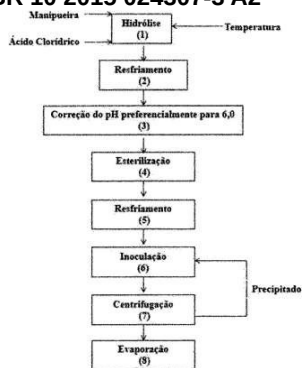 BR 10 2015 024307-3 A2
Manipueira
Hidrólise
(1)
Temperatura
Ácido Clorídrico
Resfriamento
(2)
Correção do pH preferencialmente para 6,0
(3)
Esterilização
(4)
Resfriamento
(5)
Inoculação
(6)
Precipitado
Centrifugação
(7)
Evaporação
(8)